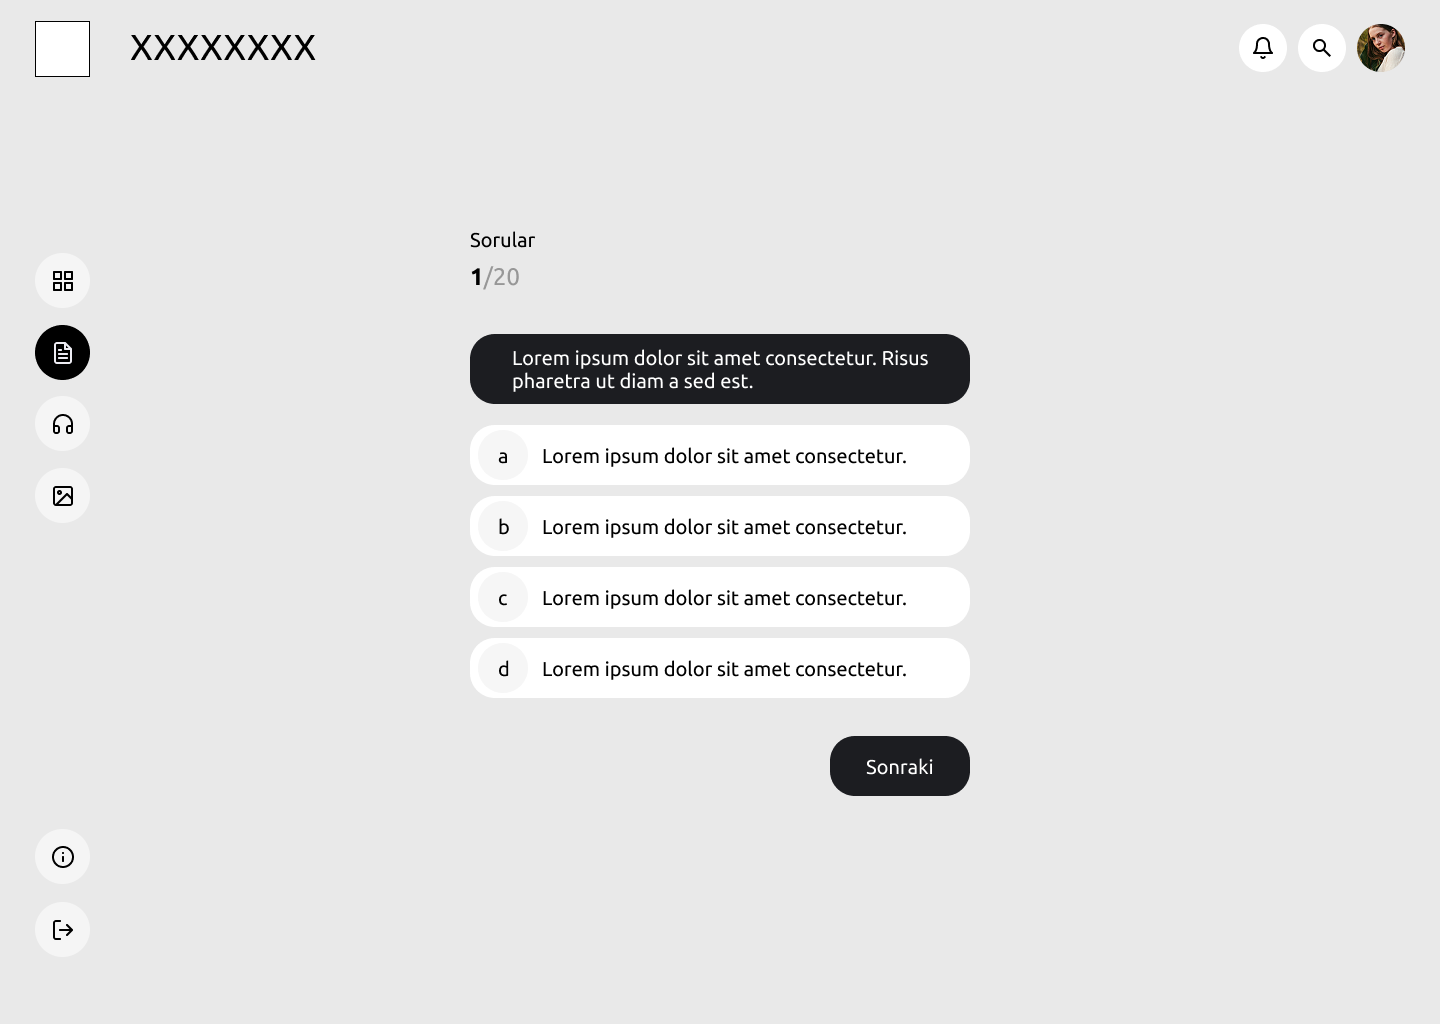 XXXXXXXX
Sorular
1/20
Lorem ipsum dolor sit amet consectetur. Risus
pharetra ut diam a sed est.
a Lorem ipsum dolor sit amet consectetur.
b Lorem ipsum dolor sit amet consectetur.
c Lorem ipsum dolor sit amet consectetur.
d Lorem ipsum dolor sit amet consectetur.
Sonraki